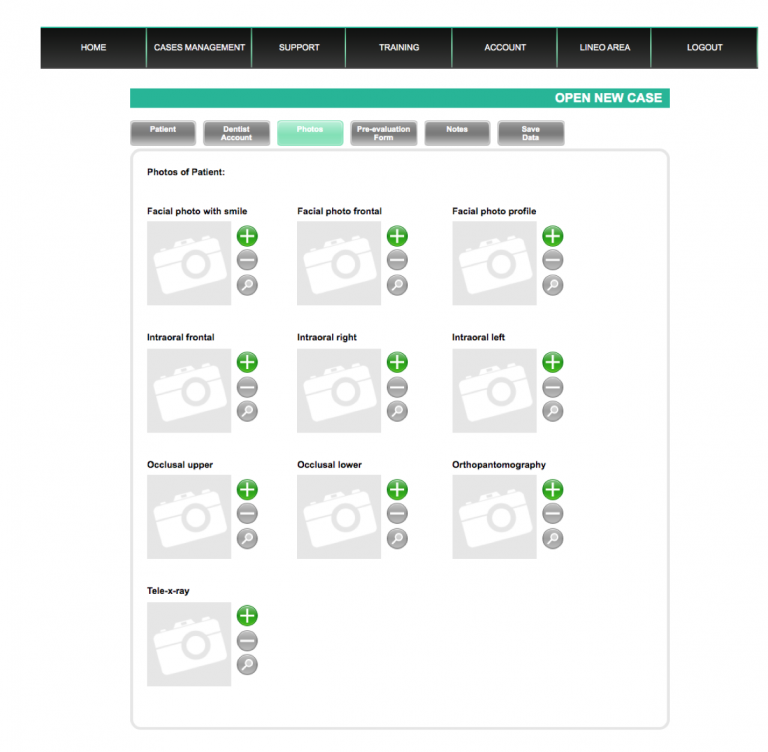 HOME CASES MANAGEMENT SUPPORT TRAINING ACCOUNT LINEO AREA LOGOUT
OPEN NEW CASE
Patient Dentist Account Photos Pre-evaluation Form Notes Save Data
Photos of Patient:
Facial photo with smile Facial photo frontal Facial photo profile
Intraoral frontal Intraoral right Intraoral left
Occlusal upper Occlusal lower Orthopantomography
Tele-x-ray